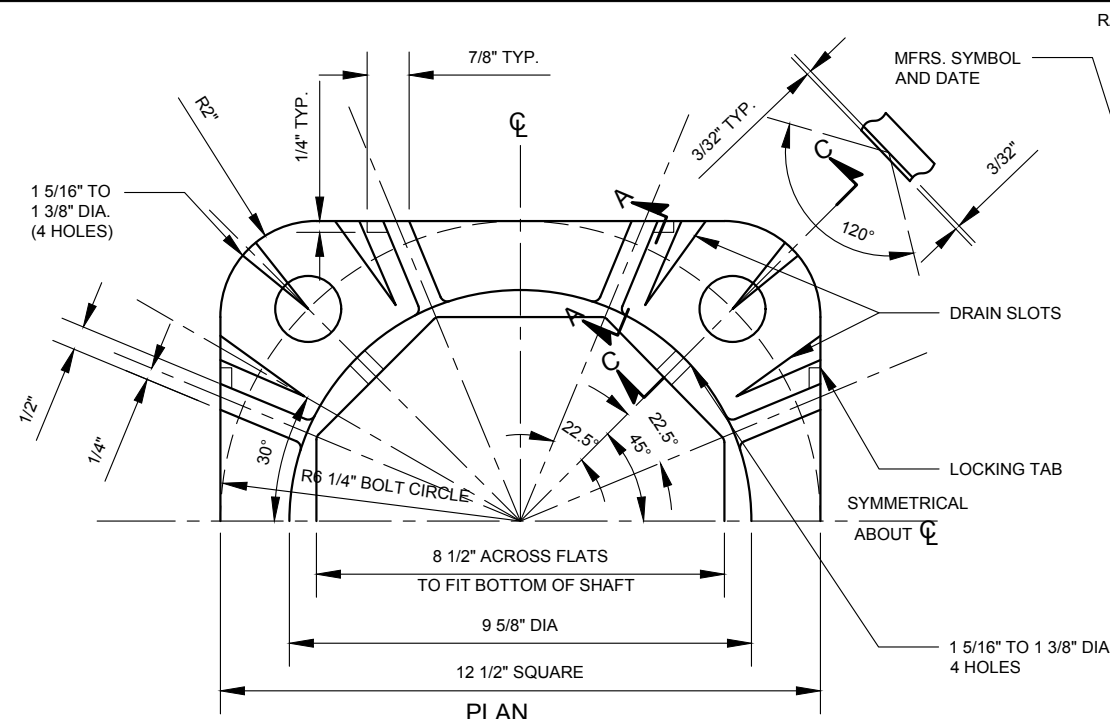 R
7/8" TYP.
MFRS. SYMBOL
AND DATE
R2"
1/4" TYP.
℄
3/32" TYP.
C
3/32"
1 5/16" TO
1 3/8" DIA.
(4 HOLES)
A
120°
DRAIN SLOTS
A
C
1/2"
1/4"
30°
22.5°
22.5°
45°
R6 1/4" BOLT CIRCLE
LOCKING TAB
SYMMETRICAL
ABOUT ℄
8 1/2" ACROSS FLATS
TO FIT BOTTOM OF SHAFT
9 5/8" DIA
1 5/16" TO 1 3/8" DIA
4 HOLES
12 1/2" SQUARE
PLAN